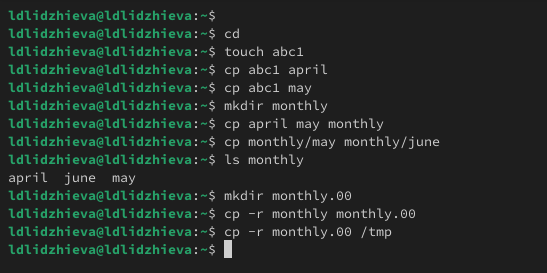 ldlidzhieva@ldlidzhieva:~$
ldlidzhieva@ldlidzhieva:~$ cd
ldlidzhieva@ldlidzhieva:~$ touch abc1
ldlidzhieva@ldlidzhieva:~$ cp abc1 april
ldlidzhieva@ldlidzhieva:~$ cp abc1 may
ldlidzhieva@ldlidzhieva:~$ mkdir monthly
ldlidzhieva@ldlidzhieva:~$ cp april may monthly
ldlidzhieva@ldlidzhieva:~$ cp monthly/may monthly/june
ldlidzhieva@ldlidzhieva:~$ ls monthly
april  june  may
ldlidzhieva@ldlidzhieva:~$ mkdir monthly.00
ldlidzhieva@ldlidzhieva:~$ cp -r monthly monthly.00
ldlidzhieva@ldlidzhieva:~$ cp -r monthly.00 /tmp
ldlidzhieva@ldlidzhieva:~$